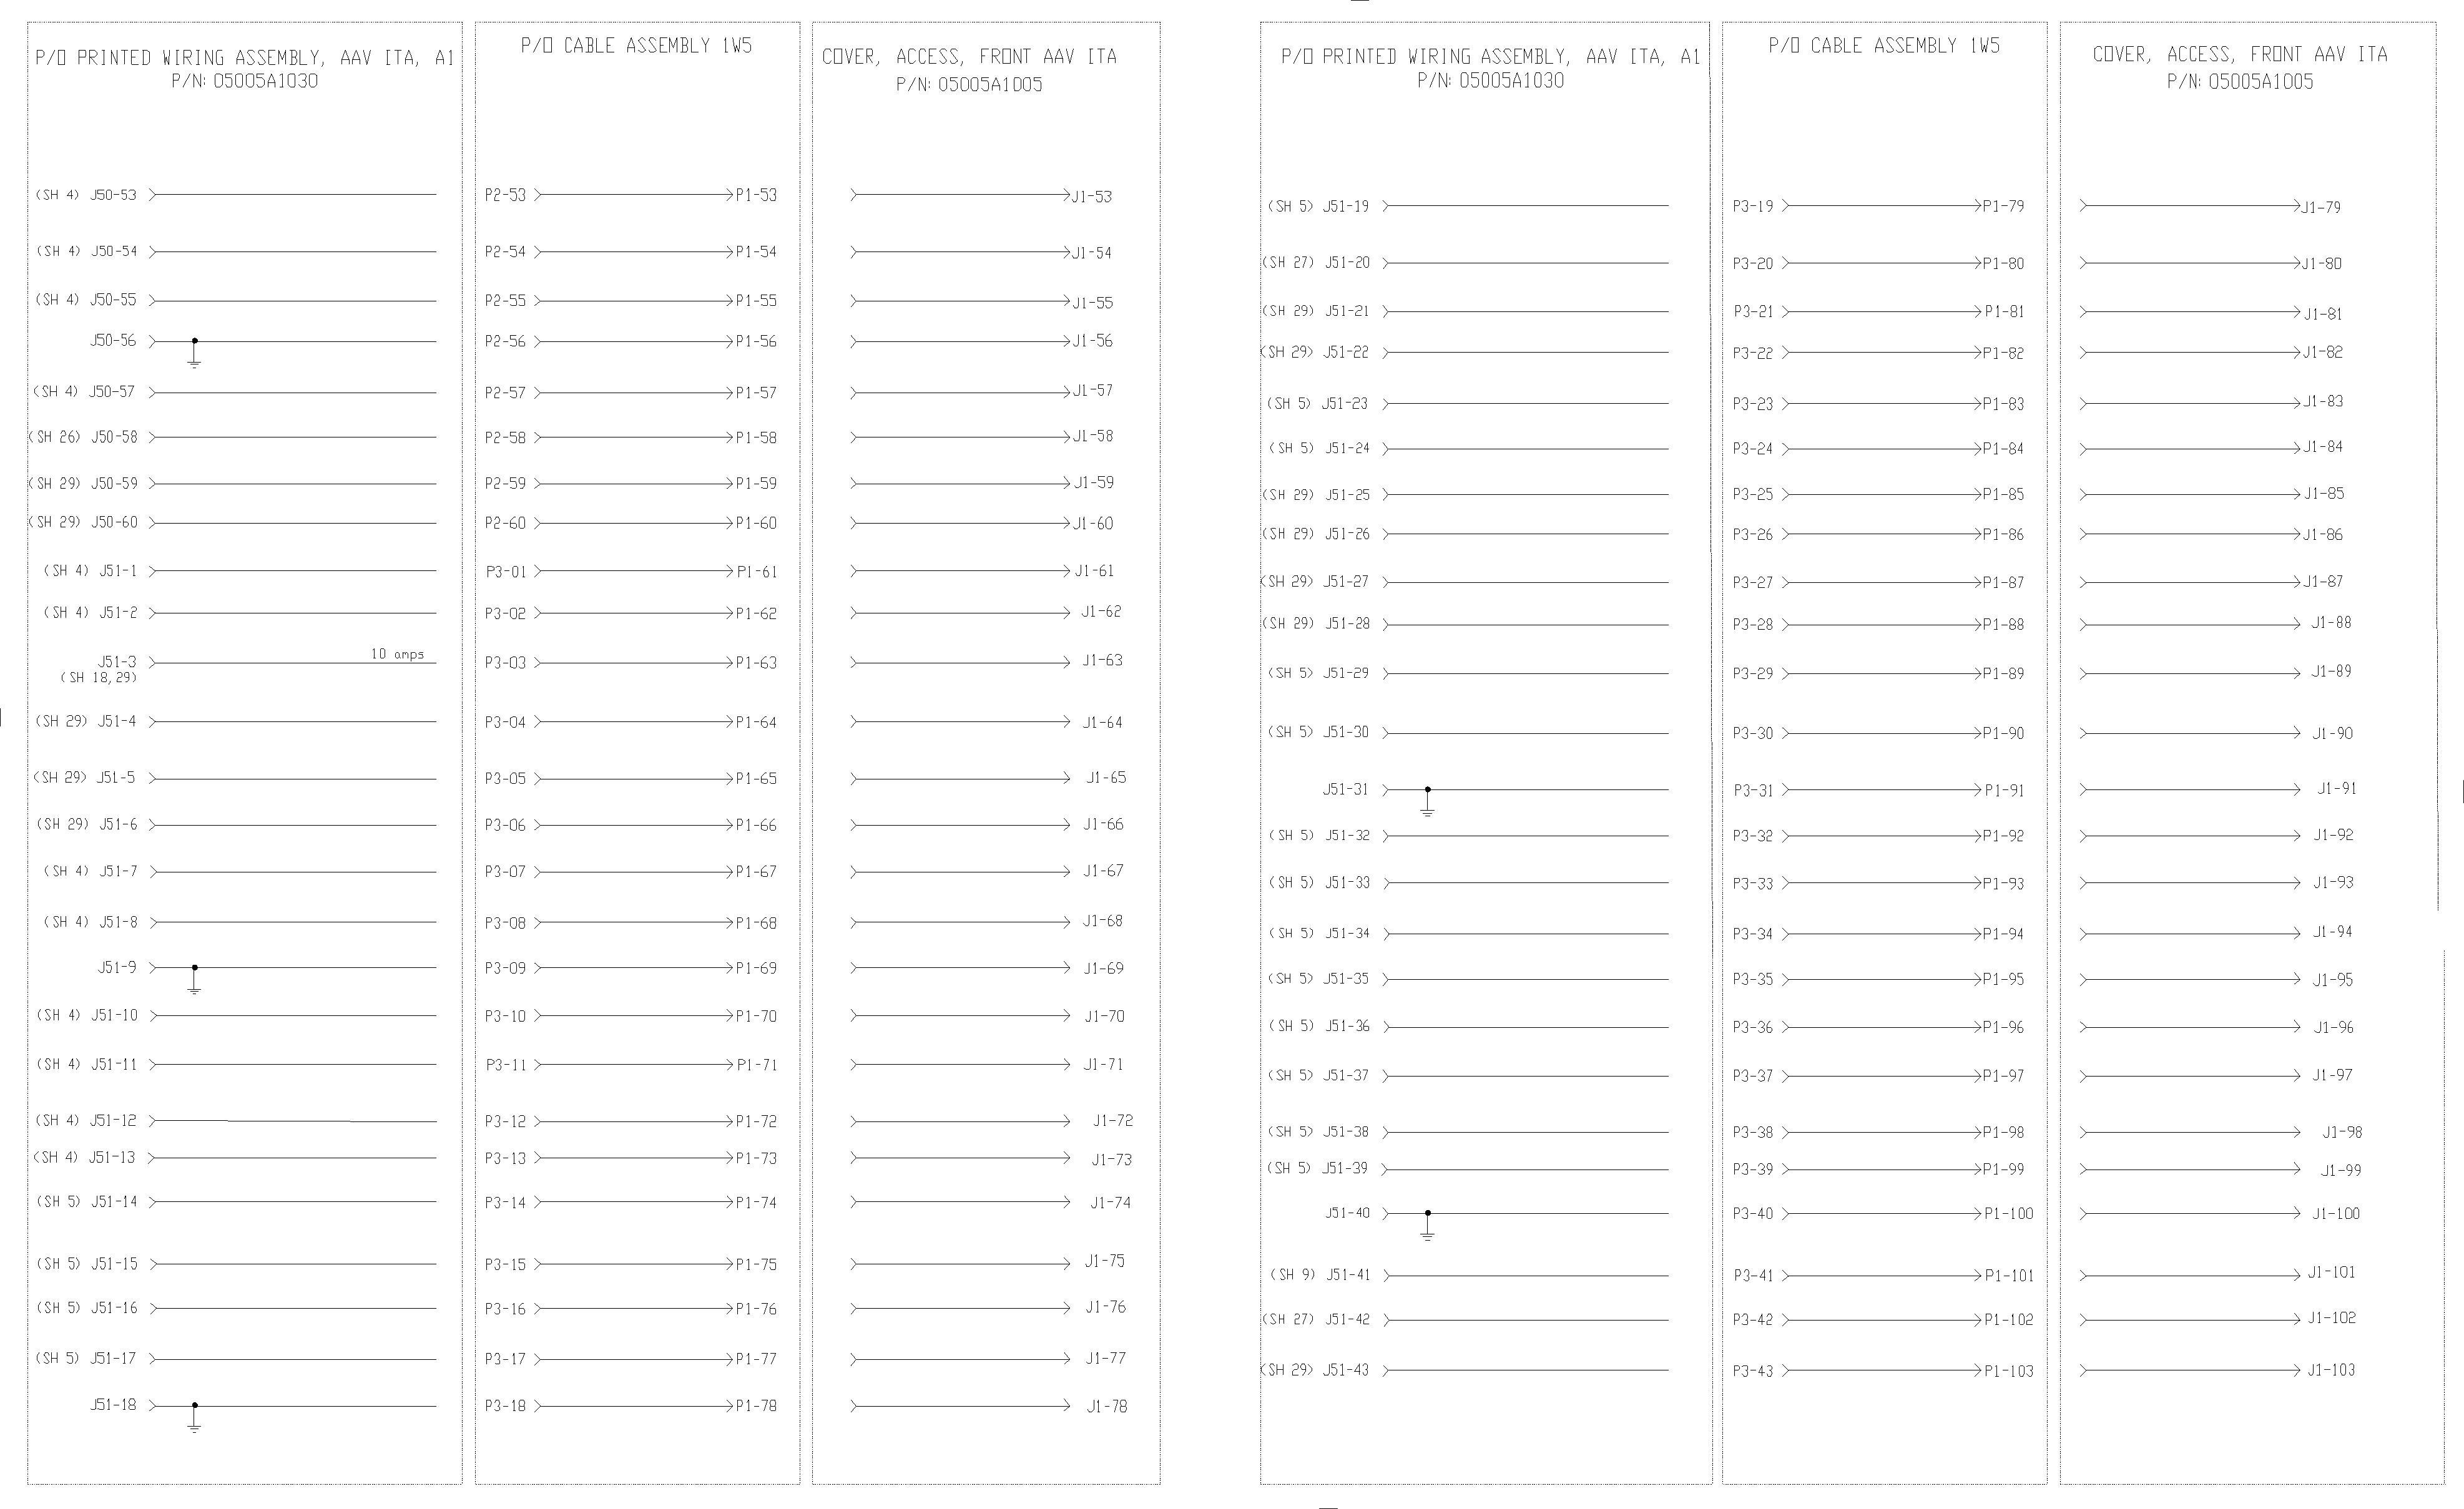 P/O PRINTED WIRING ASSEMBLY, AAV ITA, A1
P/N: 05005A1030
P/O CABLE ASSEMBLY 1W5
COVER, ACCESS, FRONT AAV ITA
P/N: 05005A1005
(SH 4) J50-53 P2-53 P1-53 J1-53
(SH 4) J50-54 P2-54 P1-54 J1-54
(SH 4) J50-55 P2-55 P1-55 J1-55
J50-56 P2-56 P1-56 J1-56
(SH 4) J50-57 P2-57 P1-57 J1-57
(SH 26) J50-58 P2-58 P1-58 J1-58
(SH 29) J50-59 P2-59 P1-59 J1-59
(SH 29) J50-60 P2-60 P1-60 J1-60
(SH 4) J51-1 P3-01 P1-61 J1-61
(SH 4) J51-2 P3-02 P1-62 J1-62
J51-3 10 amps P3-03 P1-63 J1-63
(SH 18,29)
(SH 29) J51-4 P3-04 P1-64 J1-64
(SH 29) J51-5 P3-05 P1-65 J1-65
(SH 29) J51-6 P3-06 P1-66 J1-66
(SH 4) J51-7 P3-07 P1-67 J1-67
(SH 4) J51-8 P3-08 P1-68 J1-68
J51-9 P3-09 P1-69 J1-69
(SH 4) J51-10 P3-10 P1-70 J1-70
(SH 4) J51-11 P3-11 P1-71 J1-71
(SH 4) J51-12 P3-12 P1-72 J1-72
(SH 4) J51-13 P3-13 P1-73 J1-73
(SH 5) J51-14 P3-14 P1-74 J1-74
(SH 5) J51-15 P3-15 P1-75 J1-75
(SH 5) J51-16 P3-16 P1-76 J1-76
(SH 5) J51-17 P3-17 P1-77 J1-77
J51-18 P3-18 P1-78 J1-78
P/O PRINTED WIRING ASSEMBLY, AAV ITA, A1
P/N: 05005A1030
P/O CABLE ASSEMBLY 1W5
COVER, ACCESS, FRONT AAV ITA
P/N: 05005A1005
(SH 5) J51-19 P3-19 P1-79 J1-79
(SH 27) J51-20 P3-20 P1-80 J1-80
(SH 29) J51-21 P3-21 P1-81 J1-81
(SH 29) J51-22 P3-22 P1-82 J1-82
(SH 5) J51-23 P3-23 P1-83 J1-83
(SH 5) J51-24 P3-24 P1-84 J1-84
(SH 29) J51-25 P3-25 P1-85 J1-85
(SH 29) J51-26 P3-26 P1-86 J1-86
(SH 29) J51-27 P3-27 P1-87 J1-87
(SH 29) J51-28 P3-28 P1-88 J1-88
(SH 5) J51-29 P3-29 P1-89 J1-89
(SH 5) J51-30 P3-30 P1-90 J1-90
J51-31 P3-31 P1-91 J1-91
(SH 5) J51-32 P3-32 P1-92 J1-92
(SH 5) J51-33 P3-33 P1-93 J1-93
(SH 5) J51-34 P3-34 P1-94 J1-94
(SH 5) J51-35 P3-35 P1-95 J1-95
(SH 5) J51-36 P3-36 P1-96 J1-96
(SH 5) J51-37 P3-37 P1-97 J1-97
(SH 5) J51-38 P3-38 P1-98 J1-98
(SH 5) J51-39 P3-39 P1-99 J1-99
J51-40 P3-40 P1-100 J1-100
(SH 9) J51-41 P3-41 P1-101 J1-101
(SH 27) J51-42 P3-42 P1-102 J1-102
(SH 29) J51-43 P3-43 P1-103 J1-103